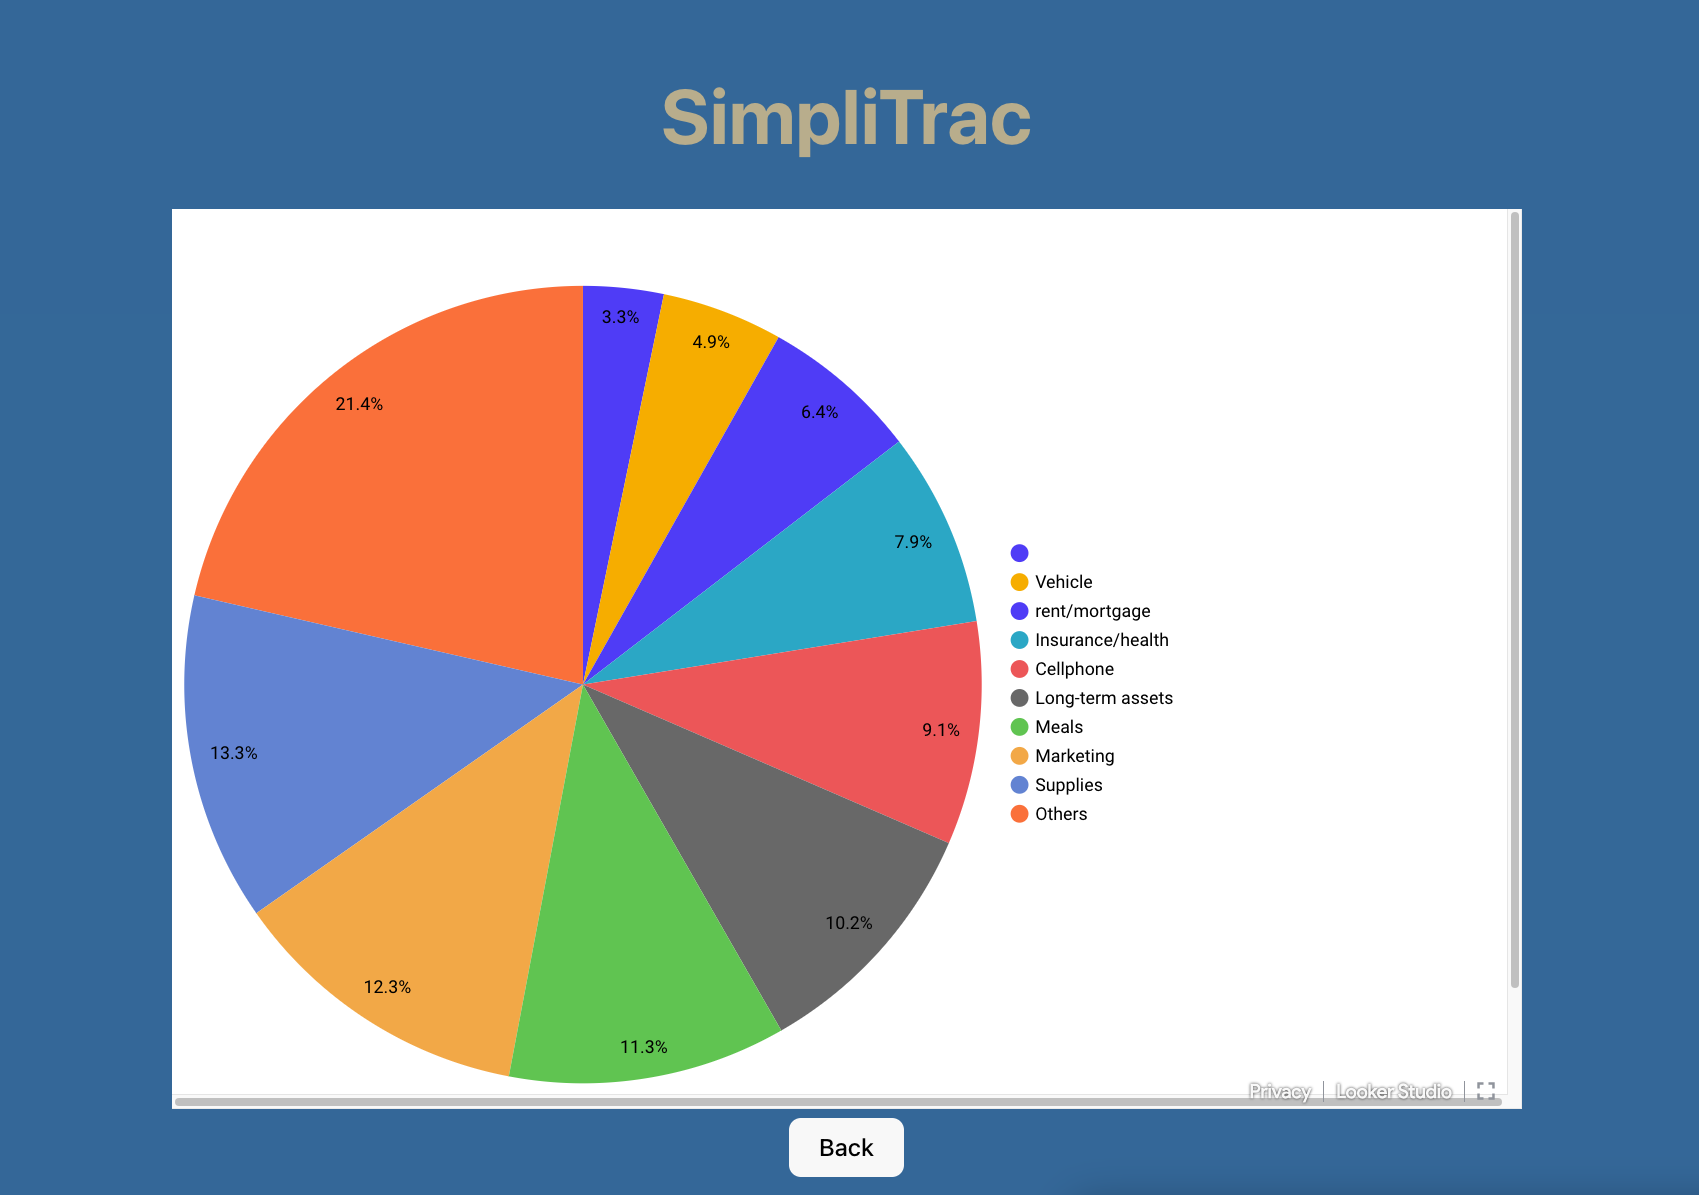 SimpliTrac
3.3%
4.9%
6.4%
7.9%
9.1%
10.2%
11.3%
12.3%
13.3%
21.4%
Vehicle
rent/mortgage
Insurance/health
Cellphone
Long-term assets
Meals
Marketing
Supplies
Others
Privacy
Looker Studio
Back